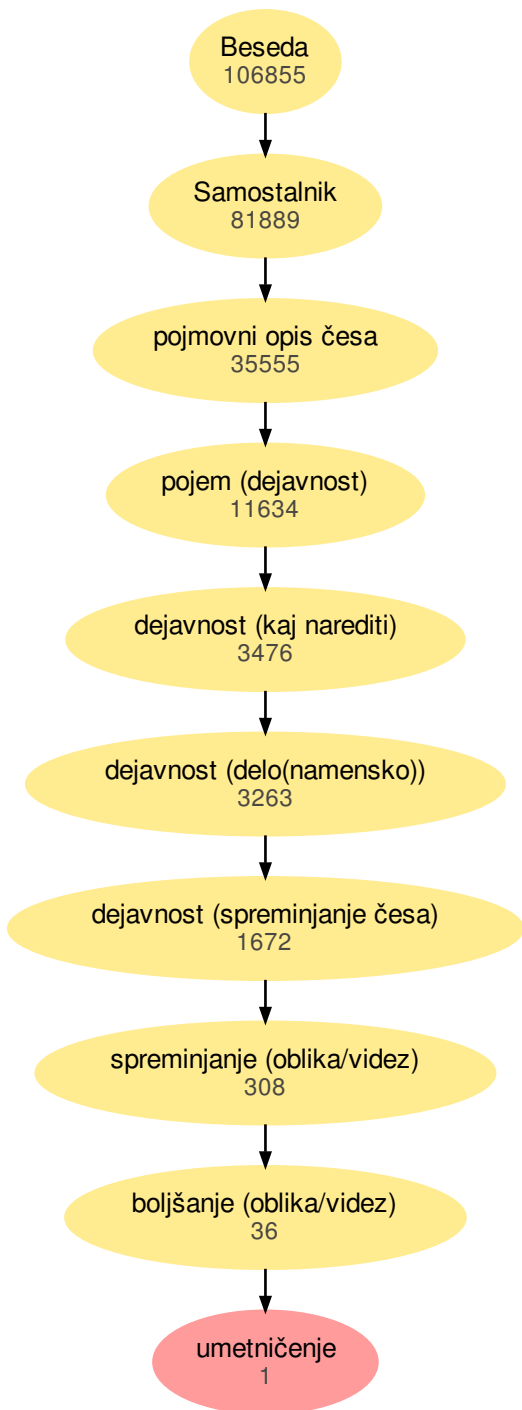 Beseda
106855
Samostalnik
81889
pojmovni opis česa
35555
pojem (dejavnost)
11634
dejavnost (kaj narediti)
3476
dejavnost (delo(namensko))
3263
dejavnost (spreminjanje česa)
1672
spreminjanje (oblika/videz)
308
boljšanje (oblika/videz)
36
umetničenje
1